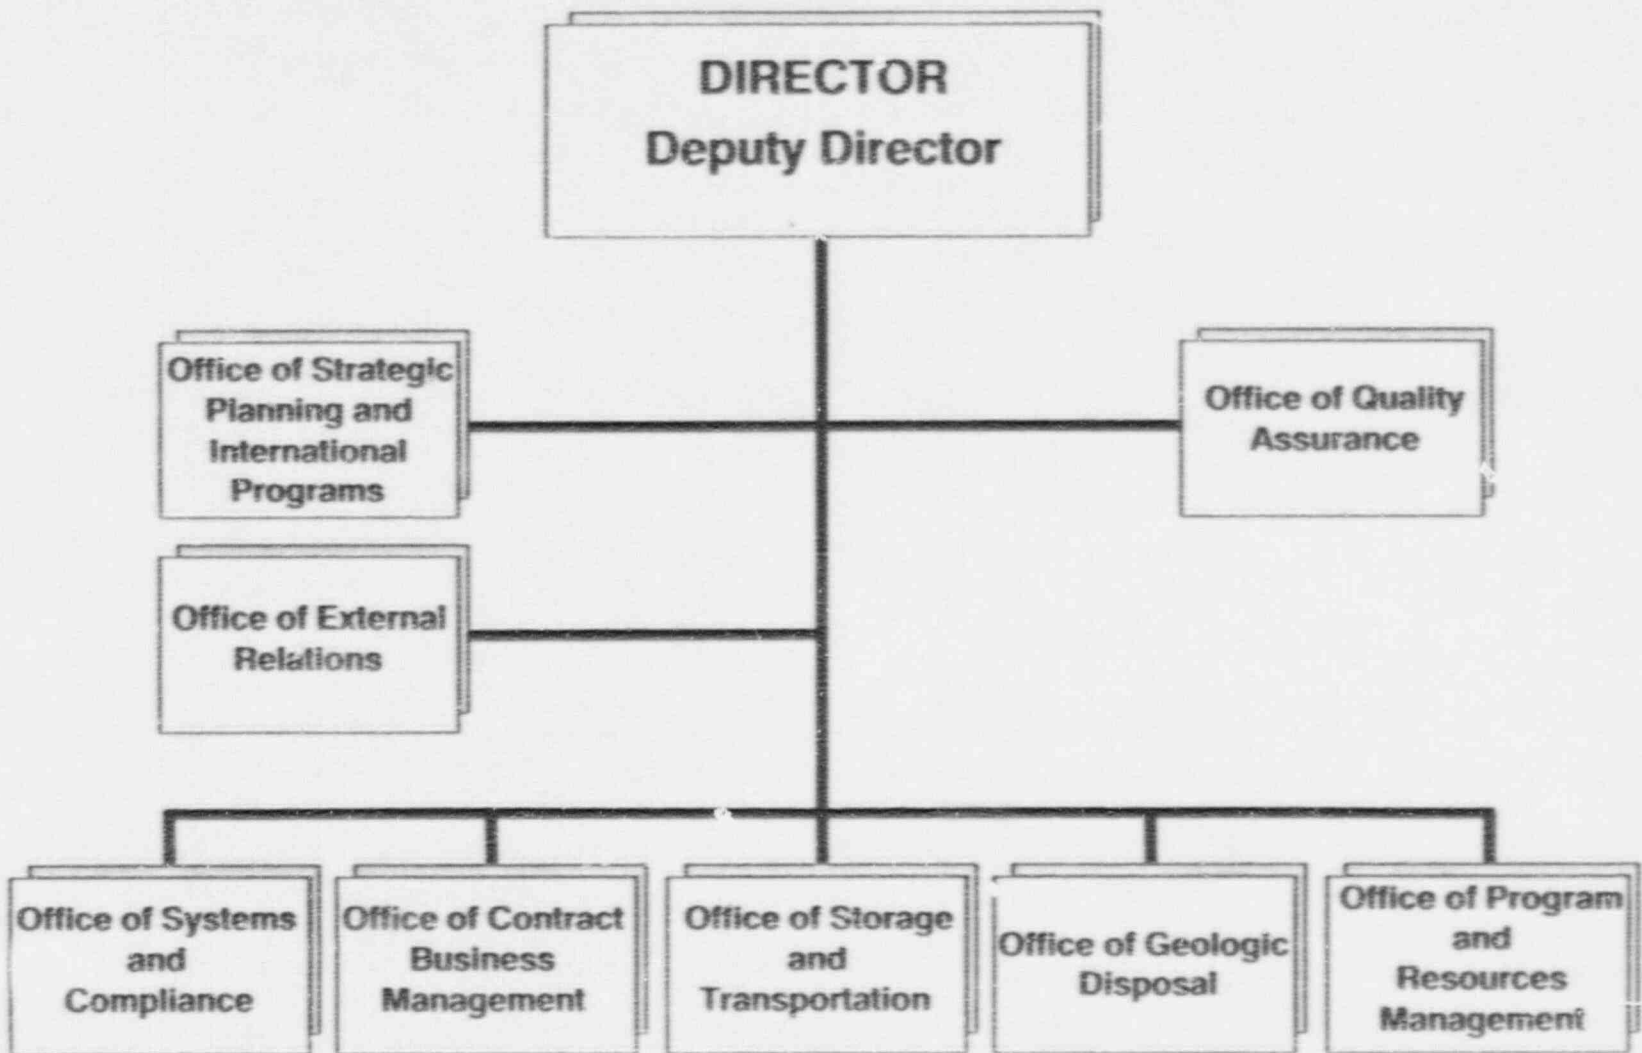 DIRECTOR
Deputy Director
Office of Strategic
Planning and
International
Programs
Office of Quality
Assurance
Office of External
Relations
Office of Systems
and
Compliance
Office of Contract
Business
Management
Office of Storage
and
Transportation
Office of Geologic
Disposal
Office of Program
and
Resources
Management